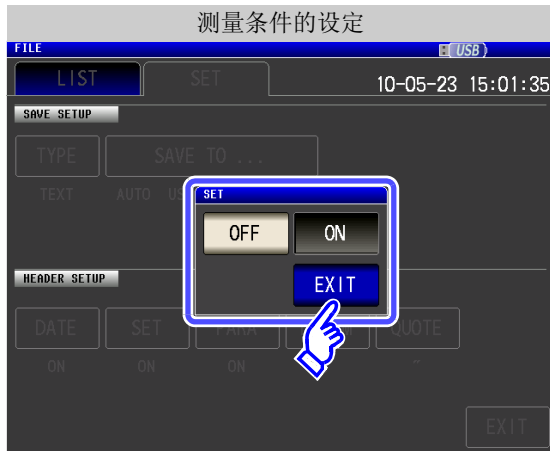 测量条件的设定
FILE
USB
LIST SET 10-05-23 15:01:35
SAVE SETUP
TYPE SAVE TO ...
TEXT AUTO US
SET
OFF ON
EXIT
HEADER SETUP
DATE SET PARA QUOTE
ON ON ON ~
EXIT